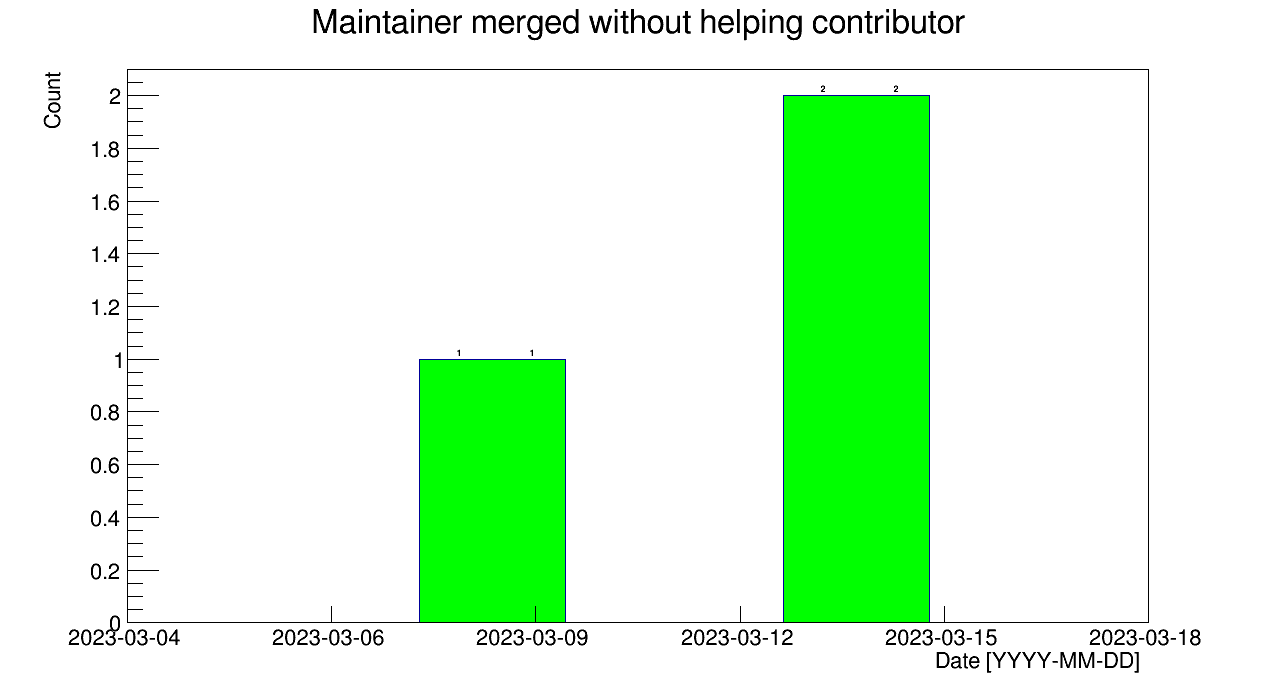 Maintainer merged without helping contributor
Count
2
1.8
1.6
1.4
1.2
1
0.8
0.6
0.4
0.2
0
1 1 2 2
2023-03-04 2023-03-06 2023-03-09 2023-03-12 2023-03-15 2023-03-18
Date [YYYY-MM-DD]